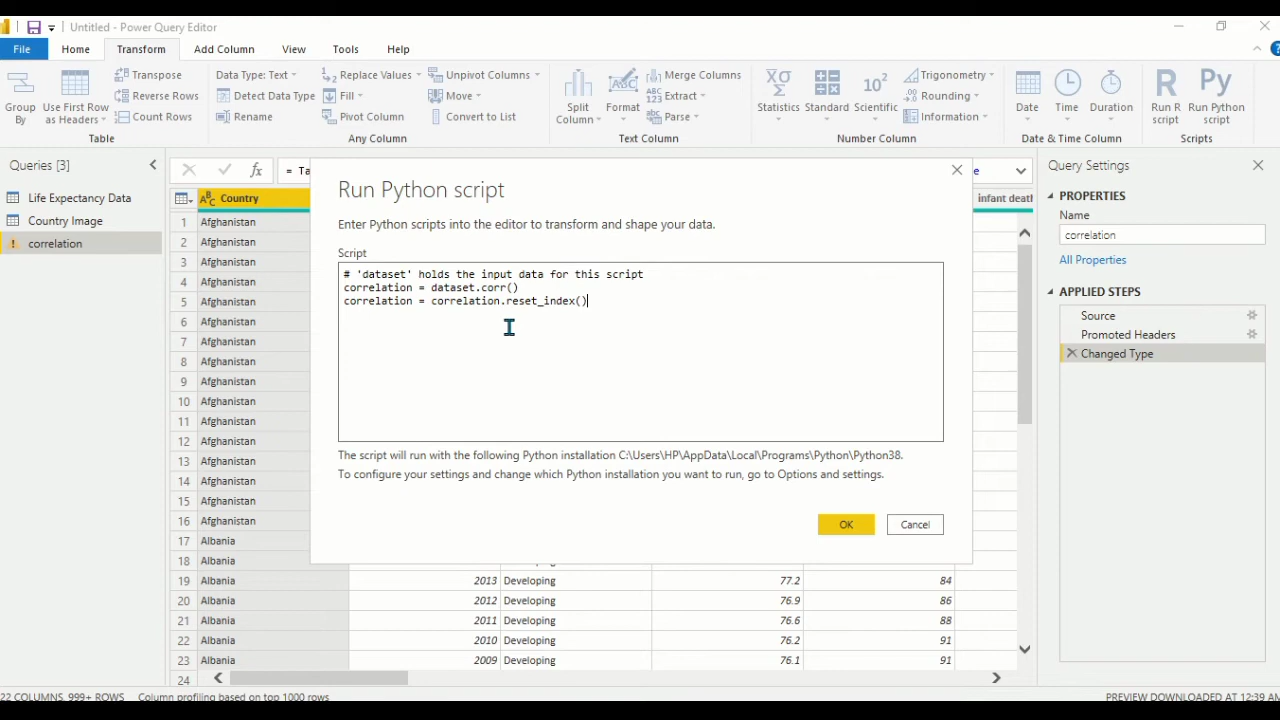 Untitled - Power Query Editor
File Home Transform Add Column View Tools Help
Group By
Use First Row as Headers
Transpose
Reverse Rows
Count Rows
Table
Data Type: Text
Detect Data Type
Rename
Replace Values
Fill
Pivot Column
Unpivot Columns
Move
Convert to List
Any Column
Split Column
Format
Merge Columns
Extract
Parse
Text Column
Statistics
Standard
Scientific
Trigonometry
Rounding
Information
Number Column
Date
Time
Duration
Date & Time Column
Run R script
Run Python script
Scripts
Queries [3]
Life Expectancy Data
Country Image
correlation
= Ta
Country
infant deat
1 Afghanistan
2 Afghanistan
3 Afghanistan
4 Afghanistan
5 Afghanistan
6 Afghanistan
7 Afghanistan
8 Afghanistan
9 Afghanistan
10 Afghanistan
11 Afghanistan
12 Afghanistan
13 Afghanistan
14 Afghanistan
15 Afghanistan
16 Afghanistan
17 Albania
18 Albania
19 Albania 2013 Developing 77.2 84
20 Albania 2012 Developing 76.9 86
21 Albania 2011 Developing 76.6 88
22 Albania 2010 Developing 76.2 91
23 Albania 2009 Developing 76.1 91
24
Run Python script
Enter Python scripts into the editor to transform and shape your data.
Script
# 'dataset' holds the input data for this script
correlation = dataset.corr()
correlation = correlation.reset_index()
The script will run with the following Python installation C:\Users\HP\AppData\Local\Programs\Python\Python38.
To configure your settings and change which Python installation you want to run, go to Options and settings.
OK Cancel
Query Settings
PROPERTIES
Name
correlation
All Properties
APPLIED STEPS
Source
Promoted Headers
Changed Type
22 COLUMNS, 999+ ROWS Column profiling based on top 1000 rows
PREVIEW DOWNLOADED AT 12:39 AM